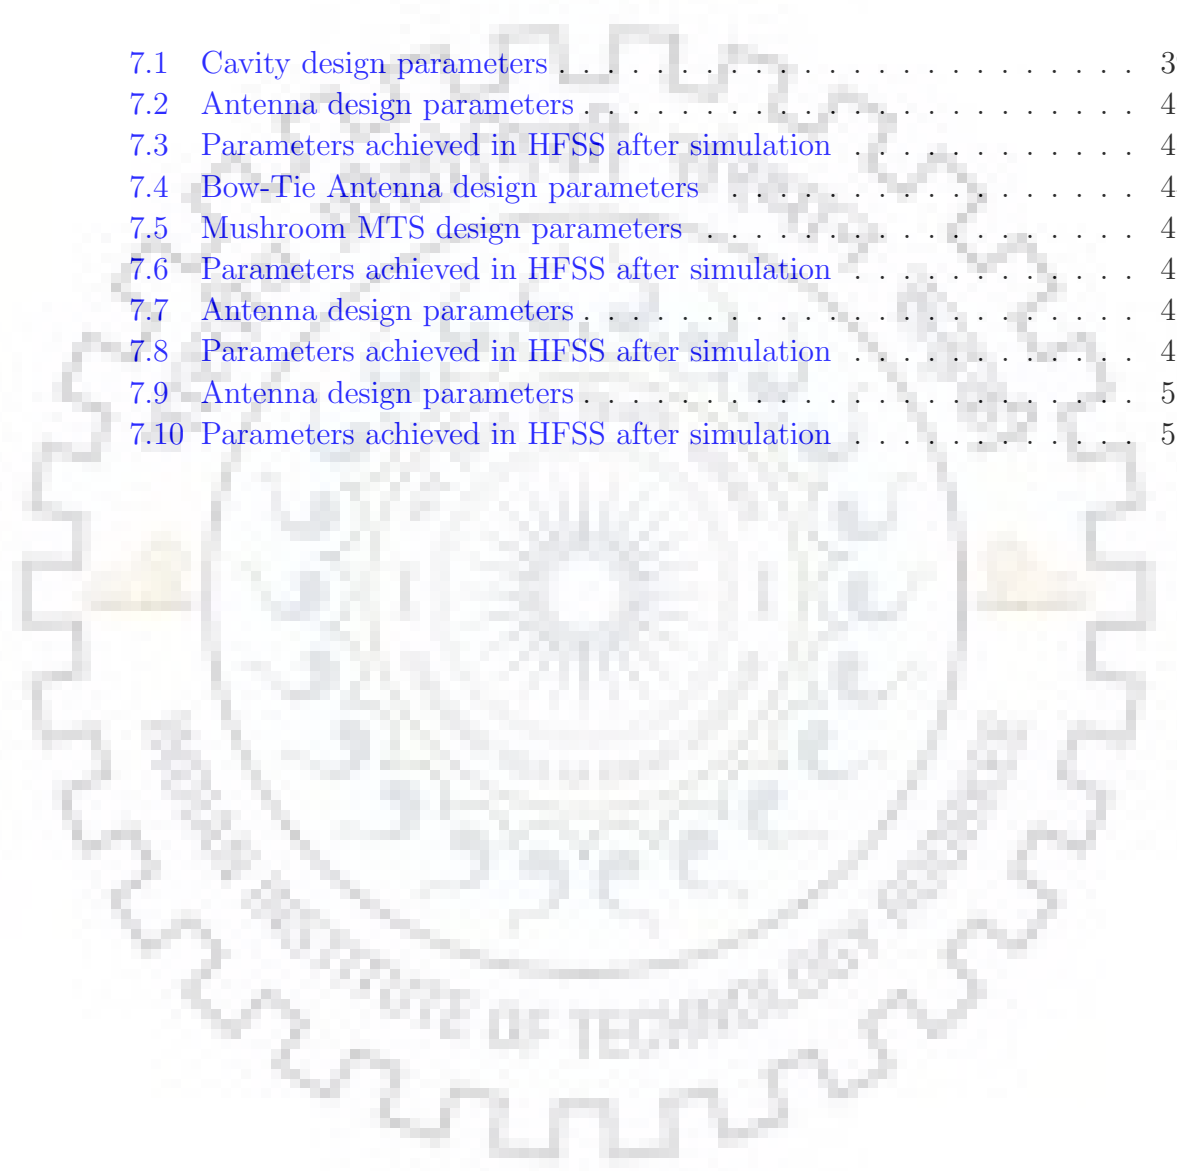 7.1 Cavity design parameters . . . . . . . . . . . . . . . . . . . . . . . . 3
7.2 Antenna design parameters . . . . . . . . . . . . . . . . . . . . . . . 4
7.3 Parameters achieved in HFSS after simulation . . . . . . . . . . . . 4
7.4 Bow-Tie Antenna design parameters . . . . . . . . . . . . . . . . . 4
7.5 Mushroom MTS design parameters . . . . . . . . . . . . . . . . . . 4
7.6 Parameters achieved in HFSS after simulation . . . . . . . . . . . . 4
7.7 Antenna design parameters . . . . . . . . . . . . . . . . . . . . . . . 4
7.8 Parameters achieved in HFSS after simulation . . . . . . . . . . . . 4
7.9 Antenna design parameters . . . . . . . . . . . . . . . . . . . . . . . 5
7.10 Parameters achieved in HFSS after simulation . . . . . . . . . . . . 5
OF TECHNOLOGY